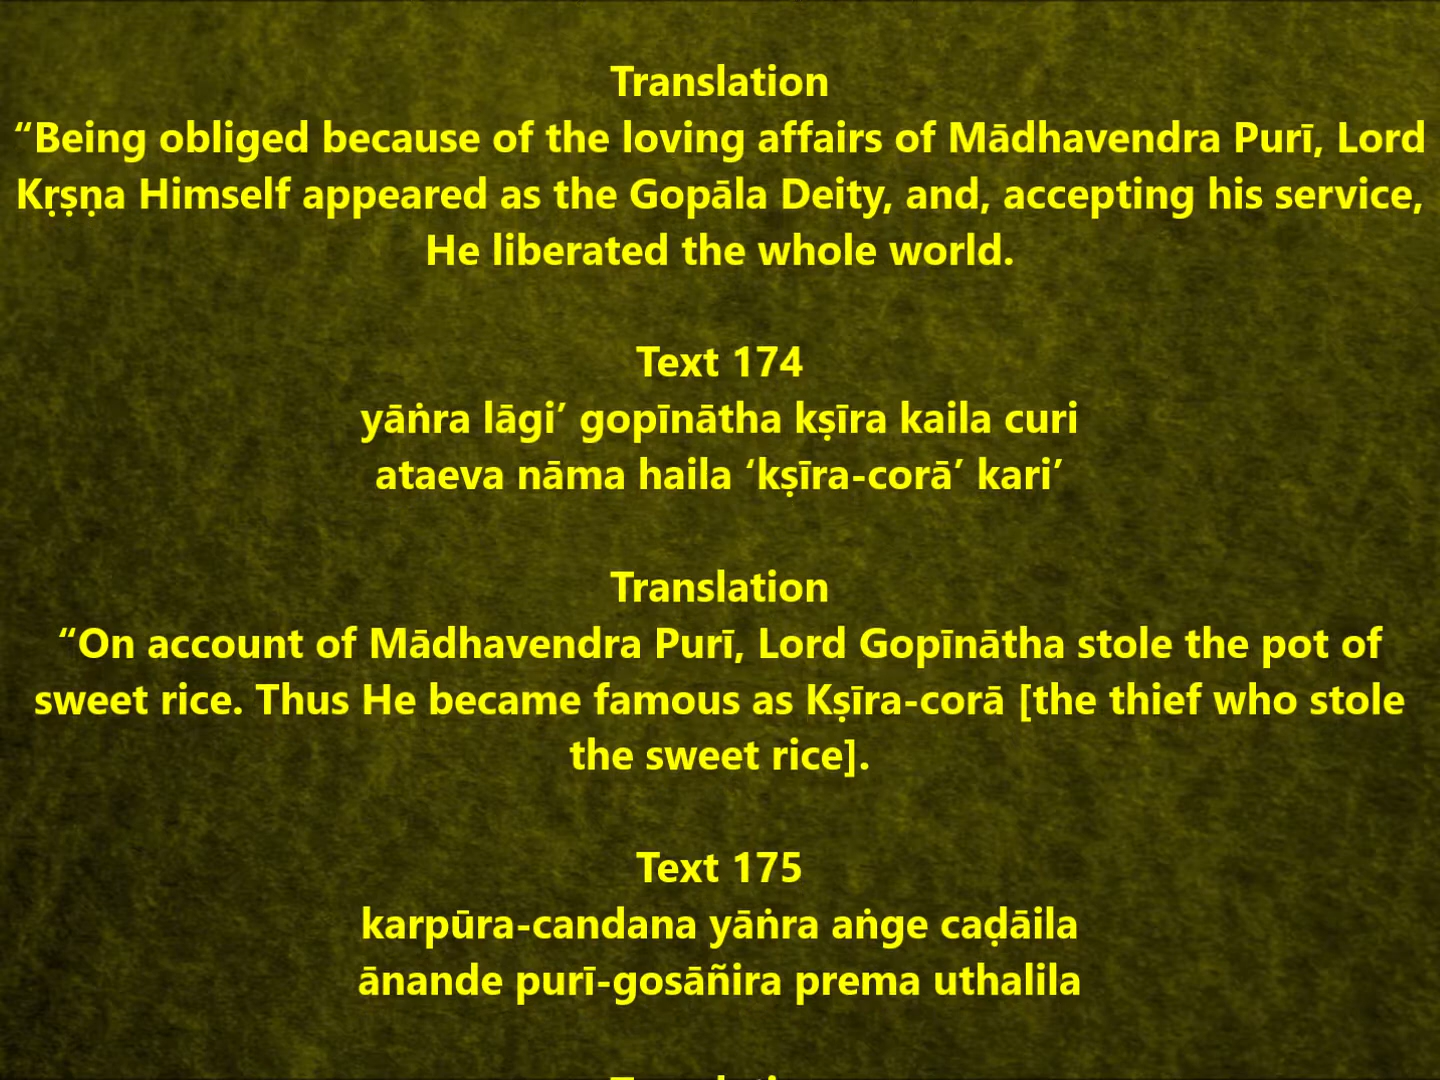 Translation
“Being obliged because of the loving affairs of Mādhavendra Purī, Lord
Kṛṣṇa Himself appeared as the Gopāla Deity, and, accepting his service,
He liberated the whole world.
Text 174
yāṅra lāgi’ gopīnātha kṣīra kaila curi
ataeva nāma haila ‘kṣīra-corā’ kari’
Translation
“On account of Mādhavendra Purī, Lord Gopīnātha stole the pot of
sweet rice. Thus He became famous as Kṣīra-corā [the thief who stole
the sweet rice].
Text 175
karpūra-candana yāṅra aṅge caḍāila
ānande purī-gosāñira prema uthalila